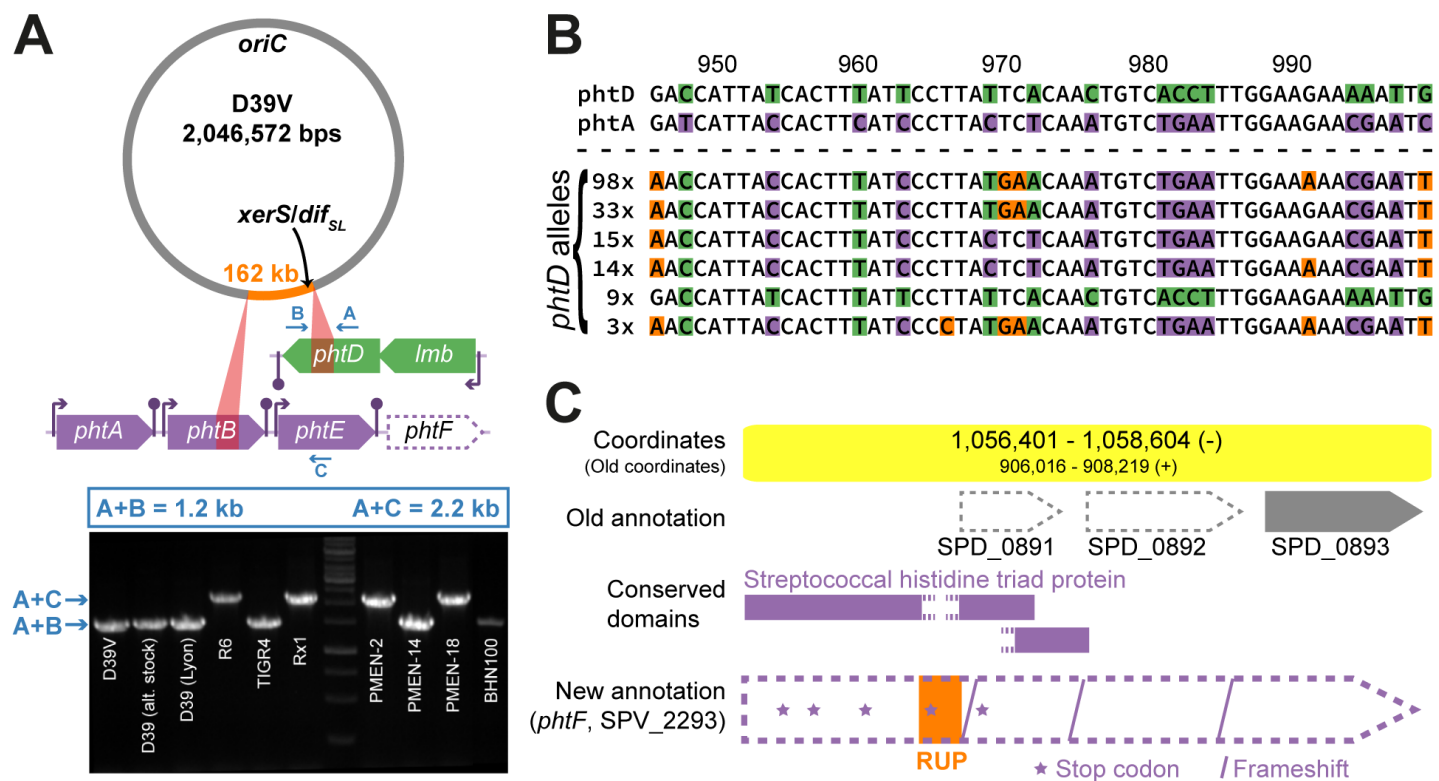 A
oriC
D39V
2,046,572 bps
xerS/difSL
162 kb
B A
phtD lmb
phtA phtB phtE phtF
C
A+B = 1.2 kb A+C = 2.2 kb
A+C→
A+B→
D39V
D39 (alt. stock)
D39 (Lyon)
R6
TIGR4
Rx1
PMEN-2
PMEN-14
PMEN-18
BHN100
B
950 960 970 980 990
phtD GACCATTATCACTTTATTCCTTATTCACAACTGTCACCTTTGGAAGAAAAATTG
phtA GATCATTACCACTTCATCCCTTACTCTCAAATGTCTGAATTGGAAGAACGAATC
phtD alleles
98x AACCATTACCACTTTATCCCTTATGAACAAATGTCTGAATTGGAAAAACGAATT
33x AACCATTACCACTTTATCCCTTATGAACAAATGTCTGAATTGGAAGAACGAATT
15x AACCATTACCACTTTATCCCTTACTCTCAAATGTCTGAATTGGAAGAACGAATT
14x AACCATTACCACTTTATCCCTTACTCTCAAATGTCTGAATTGGAAAAACGAATT
9x GACCATTATCACTTTATTCCTTATTCACAACTGTCACCTTTGGAAGAAAAATTG
3x AACCATTACCACTTTATCCCCTATGAACAAATGTCTGAATTGGAAAAACGAATT
C
Coordinates
(Old coordinates)
1,056,401 - 1,058,604 (-)
906,016 - 908,219 (+)
Old annotation
SPD_0891 SPD_0892 SPD_0893
Conserved
domains
Streptococcal histidine triad protein
New annotation
(phtF, SPV_2293)
RUP
★ Stop codon / Frameshift